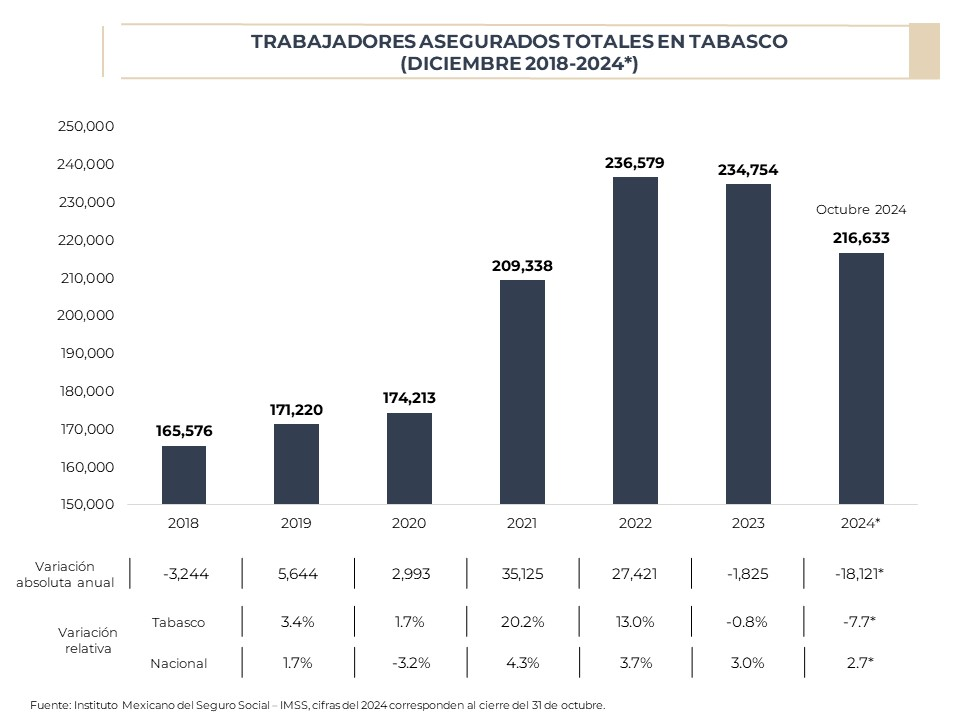 TRABAJADORES ASEGURADOS TOTALES EN TABASCO
(DICIEMBRE 2018-2024*)
250,000
240,000
230,000
220,000
210,000
200,000
190,000
180,000
170,000
160,000
150,000
165,576
171,220
174,213
209,338
236,579
234,754
Octubre 2024
216,633
2018 2019 2020 2021 2022 2023 2024*
Variación
absoluta anual
-3,244 5,644 2,993 35,125 27,421 -1,825 -18,121*
Variación
relativa
Tabasco 3.4% 1.7% 20.2% 13.0% -0.8% -7.7*
Nacional 1.7% -3.2% 4.3% 3.7% 3.0% 2.7*
Fuente: Instituto Mexicano del Seguro Social – IMSS, cifras del 2024 corresponden al cierre del 31 de octubre.